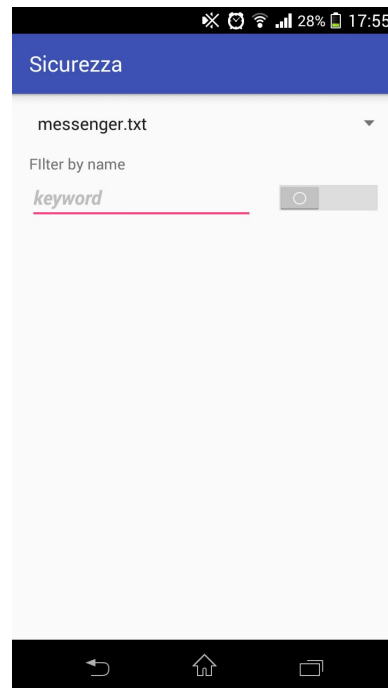 28% 17:55
Sicurezza
messenger.txt
FIlter by name
keyword